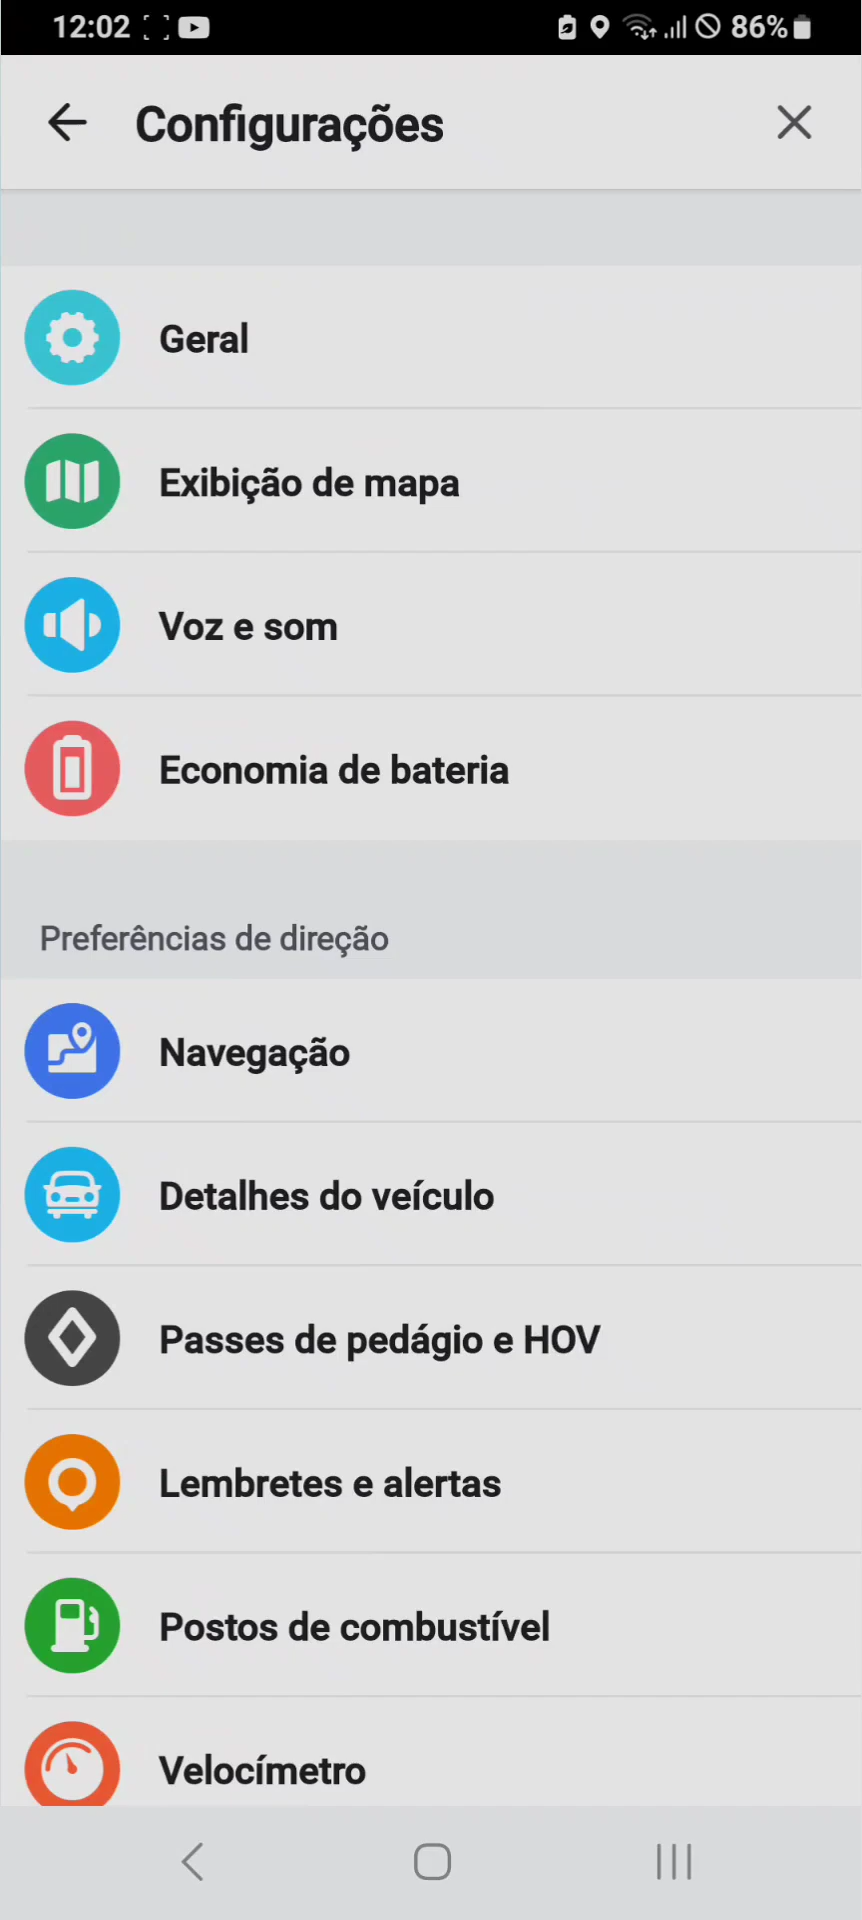 12:02 86%
Configurações
Geral
Exibição de mapa
Voz e som
Economia de bateria
Preferências de direção
Navegação
Detalhes do veículo
Passes de pedágio e HOV
Lembretes e alertas
Postos de combustível
Velocímetro